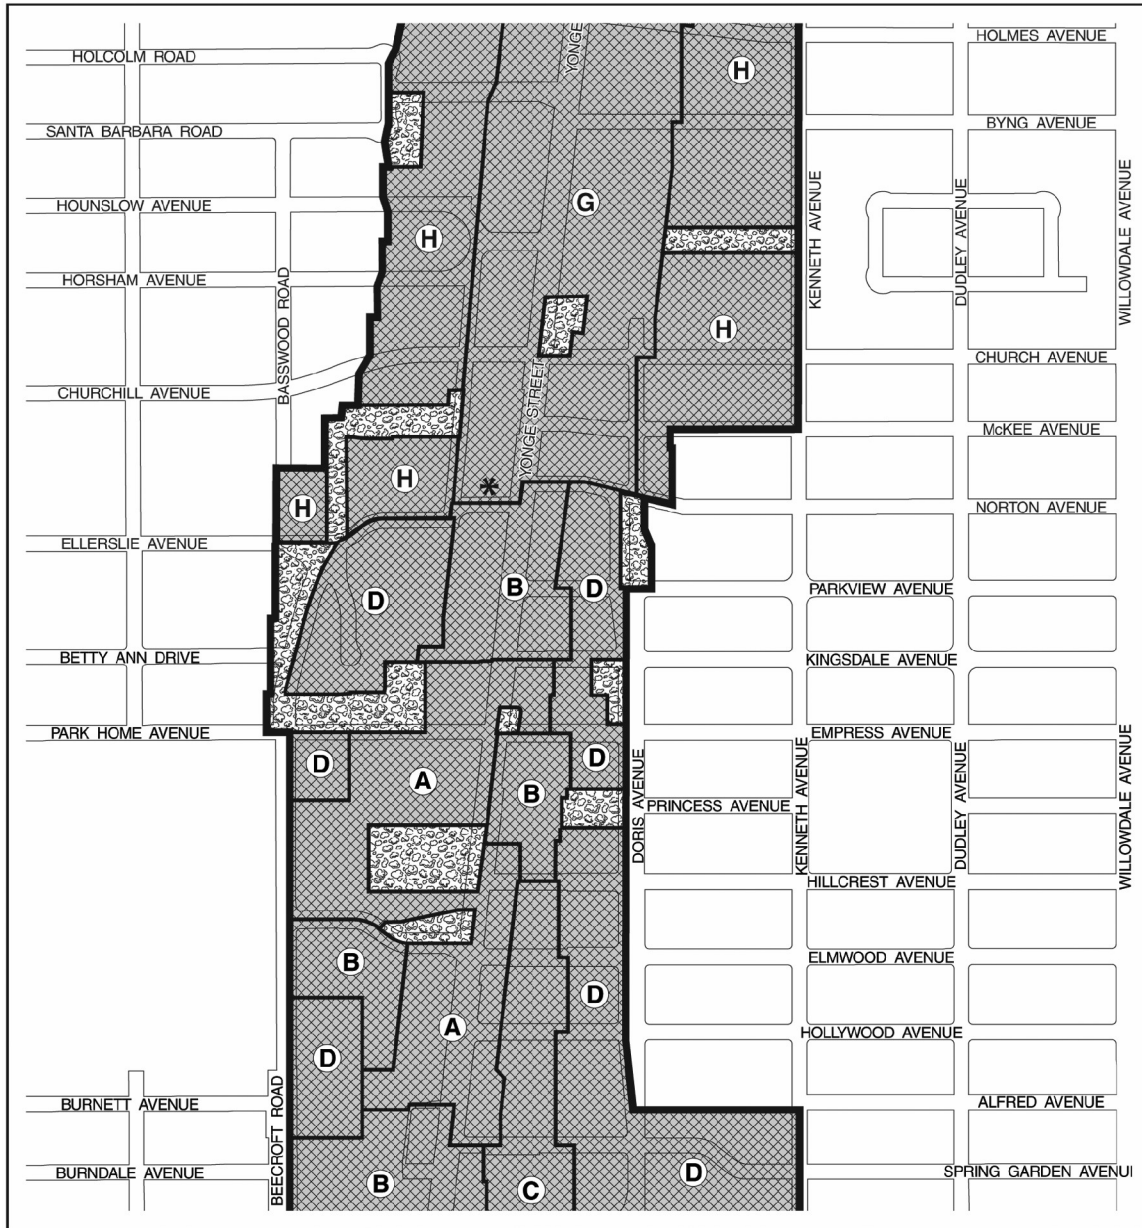 HOLCOLM ROAD
YONGE
HOLMES AVENUE
H
SANTA BARBARA ROAD
BYNG AVENUE
HOUNSLOW AVENUE
G
KENNETH AVENUE
DUDLEY AVENUE
WILLOWDALE AVENUE
H
HORSHAM AVENUE
BASSWOOD ROAD
H
CHURCH AVENUE
CHURCHILL AVENUE
YONGE STREET
McKEE AVENUE
H
*
H
NORTON AVENUE
ELLERSLIE AVENUE
D
B
D
PARKVIEW AVENUE
BETTY ANN DRIVE
KINGSDALE AVENUE
PARK HOME AVENUE
EMPRESS AVENUE
D
A
B
D
DORIS AVENUE
PRINCESS AVENUE
KENNETH AVENUE
DUDLEY AVENUE
WILLOWDALE AVENUE
HILLCREST AVENUE
B
ELMWOOD AVENUE
D
A
HOLLYWOOD AVENUE
D
BURNETT AVENUE
BEECROFT ROAD
ALFRED AVENUE
BURNDALE AVENUE
B
C
D
SPRING GARDEN AVENU